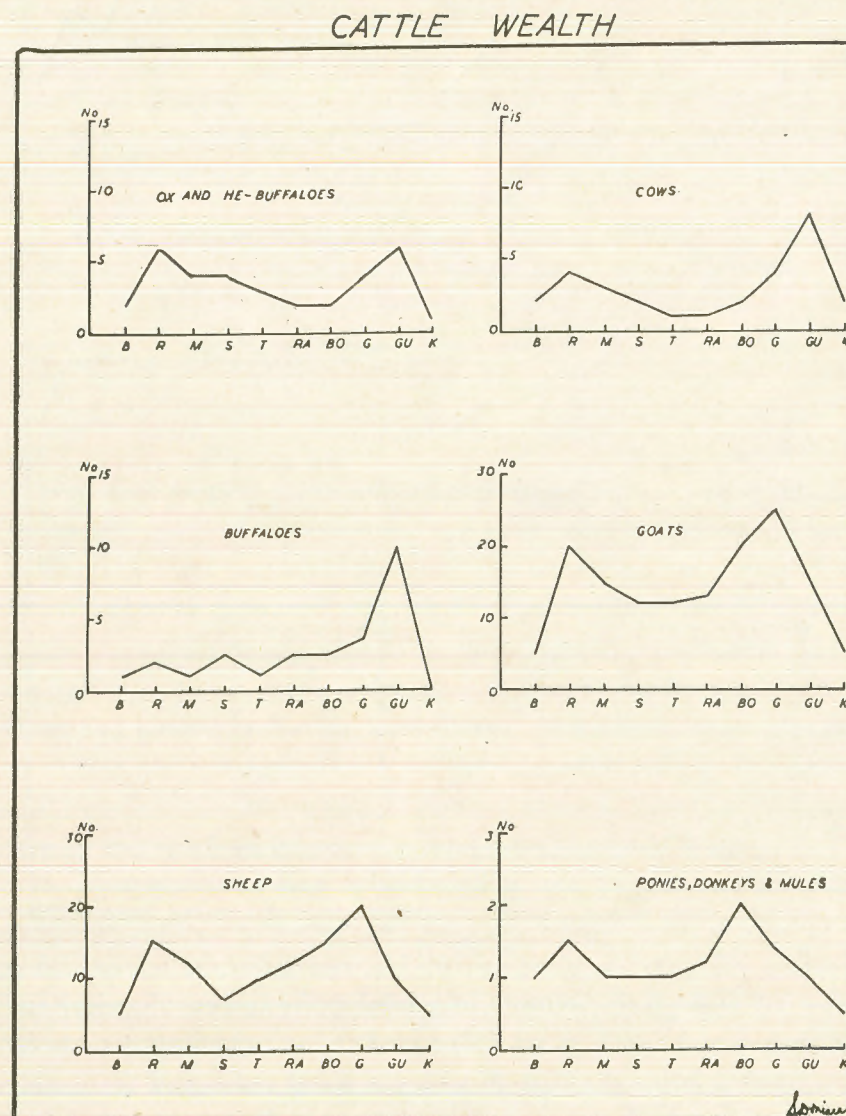 CATTLE WEALTH
No.
15
10
5
0
OX AND HE-BUFFALOES
B R M S T RA BO G GU K
No.
15
10
5
0
COWS
B R M S T RA BO G GU K
No.
15
10
5
0
BUFFALOES
B R M S T RA BO G GU K
No
30
20
10
0
GOATS
B R M S T RA BO G GU K
No.
30
20
10
0
SHEEP
B R M S T RA BO G GU K
No
3
2
1
0
PONIES, DONKEYS & MULES
B R M S T RA BO G GU K